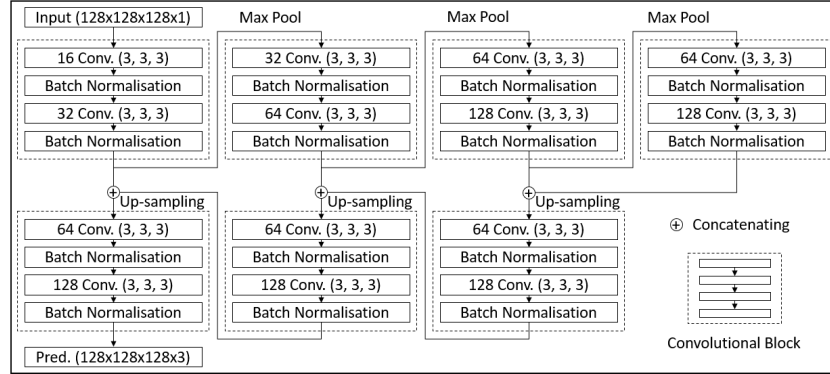 Input (128x128x128x1)
16 Conv. (3, 3, 3)
Batch Normalisation
32 Conv. (3, 3, 3)
Batch Normalisation
Max Pool
32 Conv. (3, 3, 3)
Batch Normalisation
64 Conv. (3, 3, 3)
Batch Normalisation
Max Pool
64 Conv. (3, 3, 3)
Batch Normalisation
128 Conv. (3, 3, 3)
Batch Normalisation
Max Pool
64 Conv. (3, 3, 3)
Batch Normalisation
128 Conv. (3, 3, 3)
Batch Normalisation
Up-sampling
64 Conv. (3, 3, 3)
Batch Normalisation
128 Conv. (3, 3, 3)
Batch Normalisation
Pred. (128x128x128x3)
Up-sampling
64 Conv. (3, 3, 3)
Batch Normalisation
128 Conv. (3, 3, 3)
Batch Normalisation
Up-sampling
64 Conv. (3, 3, 3)
Batch Normalisation
128 Conv. (3, 3, 3)
Batch Normalisation
Concatenating
Convolutional Block